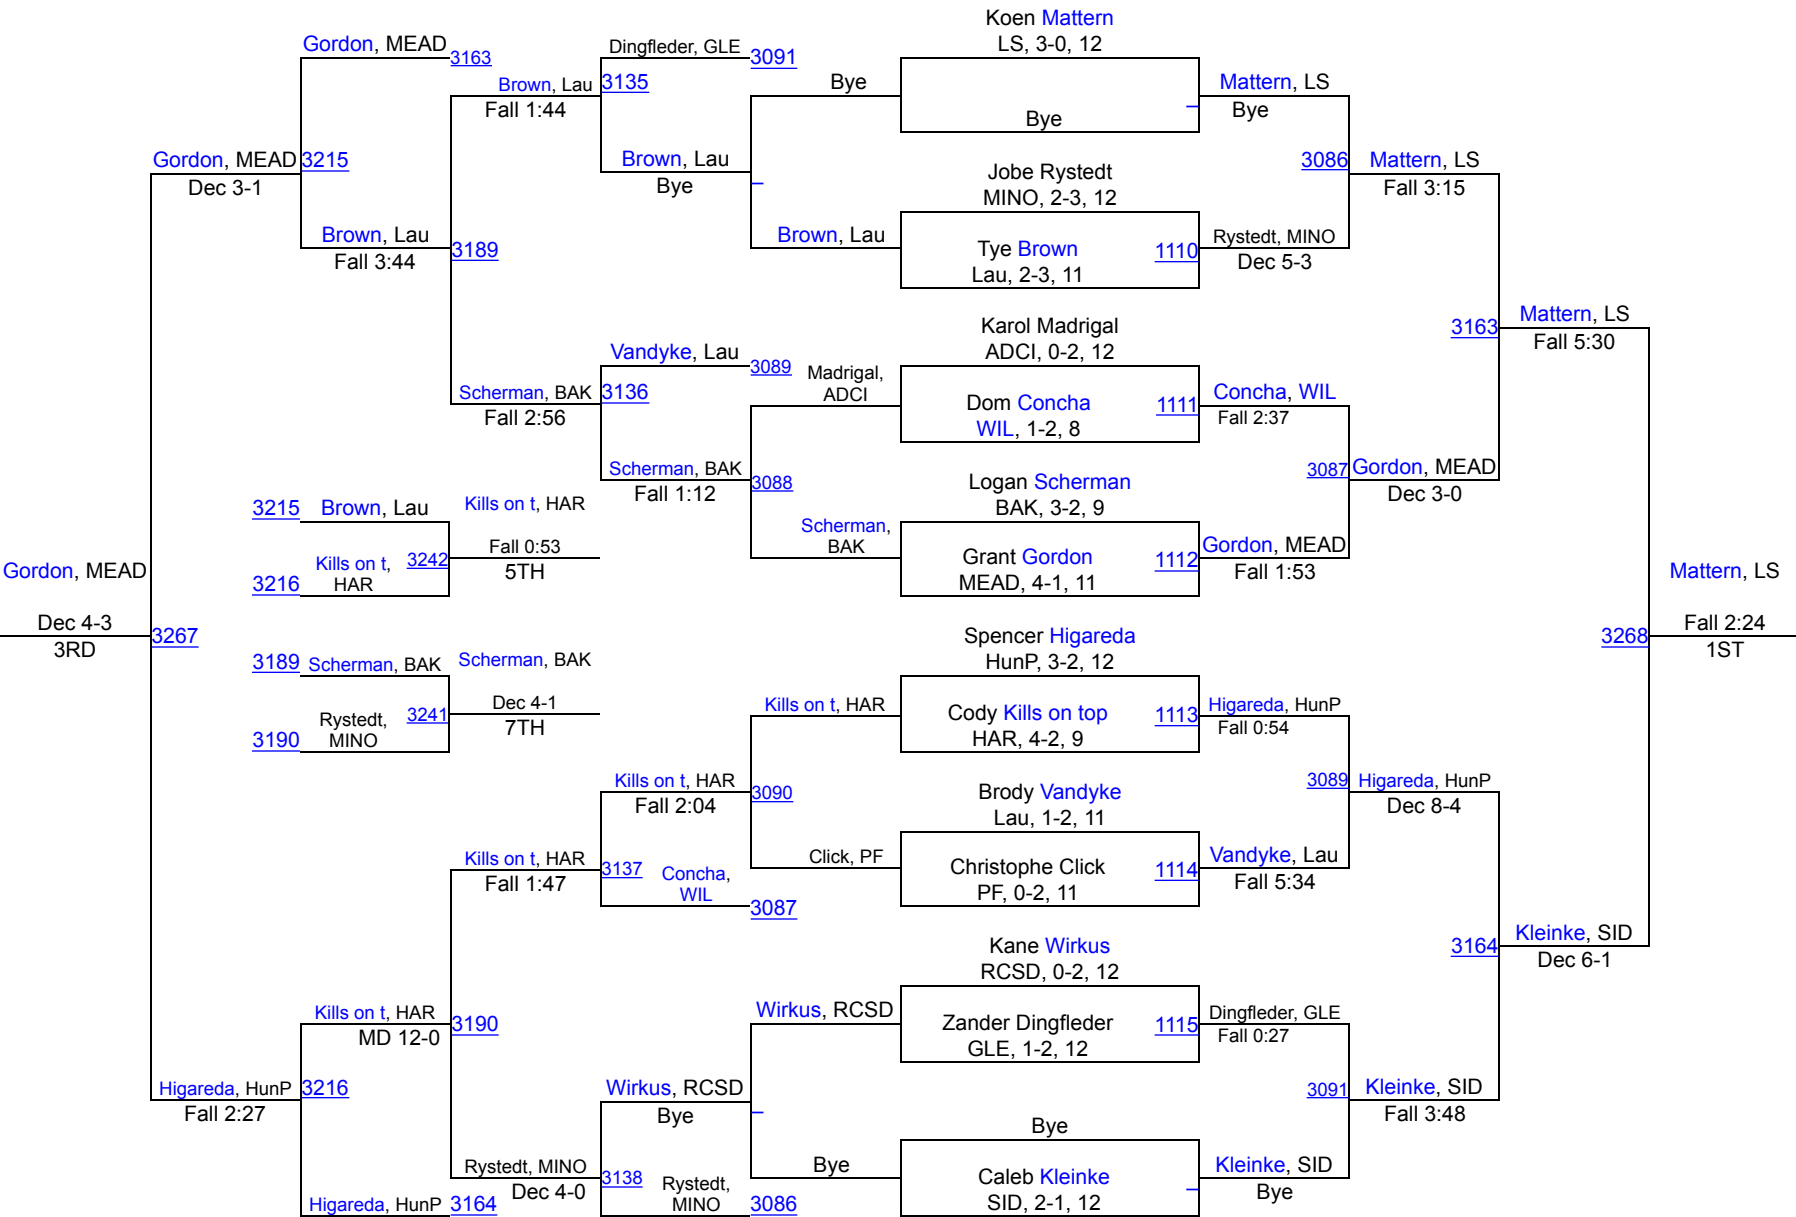 Koen Mattern
LS, 3-0, 12
Gordon, MEAD
3163
Dingfleder, GLE
3091
Brown, Lau
3135
Fall 1:44
Bye
Bye
Mattern, LS
Bye
Gordon, MEAD
3215
Dec 3-1
Brown, Lau
Bye
Jobe Rystedt
MINO, 2-3, 12
3086
Mattern, LS
Fall 3:15
Brown, Lau
Fall 3:44
3189
Brown, Lau
Tye Brown
Lau, 2-3, 11
1110
Rystedt, MINO
Dec 5-3
Karol Madrigal
ADCI, 0-2, 12
3163
Mattern, LS
Fall 5:30
Vandyke, Lau
3089
Madrigal,
ADCI
Scherman, BAK
3136
Fall 2:56
Dom Concha
WIL, 1-2, 8
1111
Concha, WIL
Fall 2:37
Scherman, BAK
Fall 1:12
3088
Logan Scherman
BAK, 3-2, 9
3087
Gordon, MEAD
Dec 3-0
3215
Brown, Lau
Kills on t, HAR
Scherman,
BAK
Kills on t,
HAR
3242
3216
Fall 0:53
5TH
Grant Gordon
MEAD, 4-1, 11
1112
Gordon, MEAD
Fall 1:53
Gordon, MEAD
Dec 4-3
3RD
3267
Mattern, LS
Fall 2:24
1ST
3268
Spencer Higareda
HunP, 3-2, 12
3189
Scherman, BAK
Scherman, BAK
Rystedt,
MINO
3241
3190
Dec 4-1
7TH
Kills on t, HAR
Cody Kills on top
HAR, 4-2, 9
1113
Higareda, HunP
Fall 0:54
Kills on t, HAR
Fall 2:04
3090
Brody Vandyke
Lau, 1-2, 11
3089
Higareda, HunP
Dec 8-4
Kills on t, HAR
Fall 1:47
3137
Concha,
WIL
3087
Click, PF
Christophe Click
PF, 0-2, 11
1114
Vandyke, Lau
Fall 5:34
Kane Wirkus
RCSD, 0-2, 12
3164
Kleinke, SID
Dec 6-1
Kills on t, HAR
MD 12-0
3190
Wirkus, RCSD
Zander Dingfleder
GLE, 1-2, 12
1115
Dingfleder, GLE
Fall 0:27
Higareda, HunP
3216
Fall 2:27
Wirkus, RCSD
Bye
Bye
3091
Kleinke, SID
Fall 3:48
Rystedt, MINO
Dec 4-0
3138
Rystedt,
MINO
3086
Bye
Caleb Kleinke
SID, 2-1, 12
Kleinke, SID
Bye
Higareda, HunP
3164